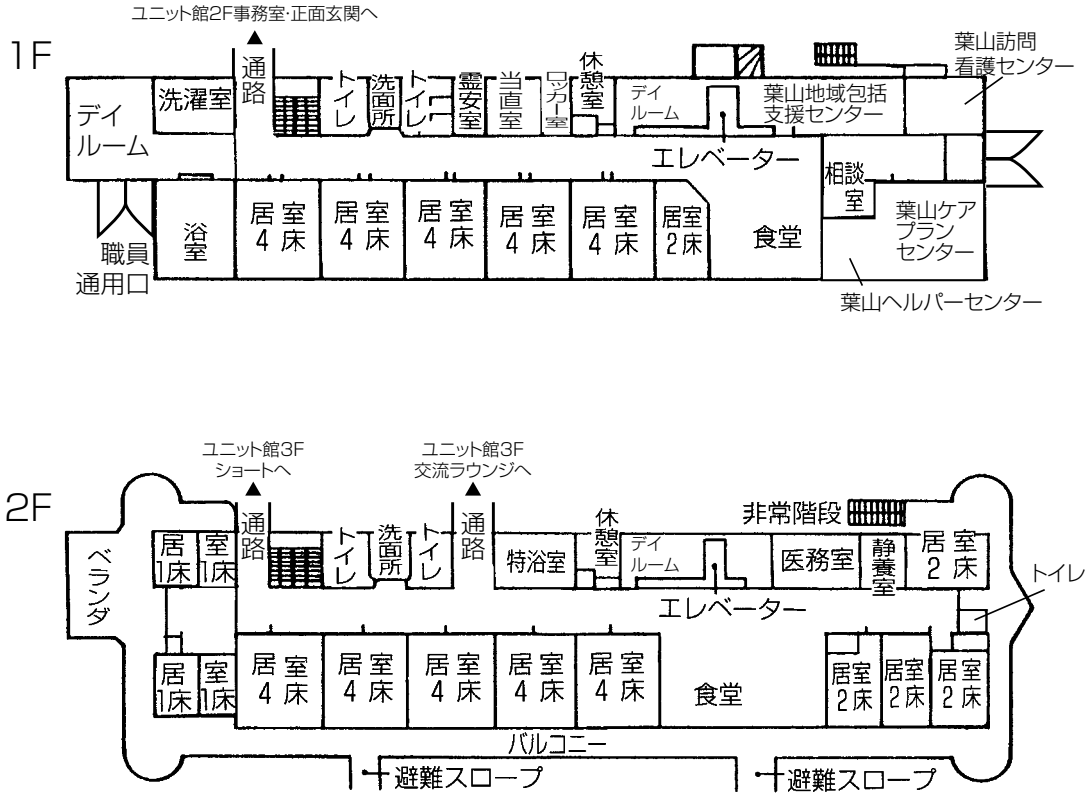 ユニット館2F事務室・正面玄関へ
▲
1F
通路
デイ
ルーム
洗濯室
トイレ
洗面所
トイレ
霊安室
当直室
ロッカー室
休憩室
デイ
ルーム
葉山地域包括
支援センター
葉山訪問
看護センター
エレベーター
相談室
葉山ケア
プラン
センター
葉山ヘルパーセンター
職員
通用口
浴室
居室
4床
居室
4床
居室
4床
居室
4床
居室
4床
居室
2床
食堂
ユニット館3F
ショートへ
▲
ユニット館3F
交流ラウンジへ
▲
2F
ベランダ
居室
1床1床
通路
トイレ
洗面所
トイレ
通路
特浴室
休憩室
デイ
ルーム
エレベーター
非常階段
医務室
静養室
居室
2床
トイレ
居室
1床1床
居室
4床
居室
4床
居室
4床
居室
4床
居室
4床
食堂
居室
2床
居室
2床
居室
2床
バルコニー
避難スロープ
避難スロープ